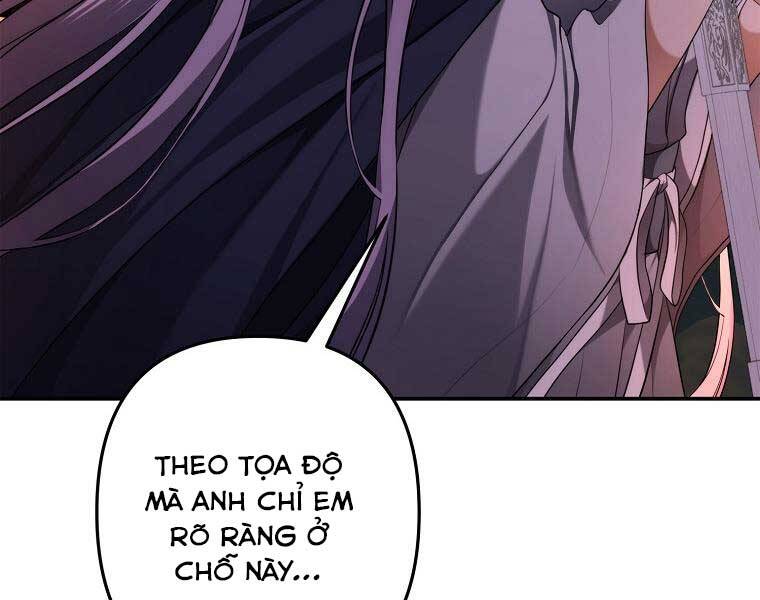 THEO TỌA ĐỘ
MÀ ANH CHỈ EM
RÕ RÀNG Ở
CHỖ NÀY...